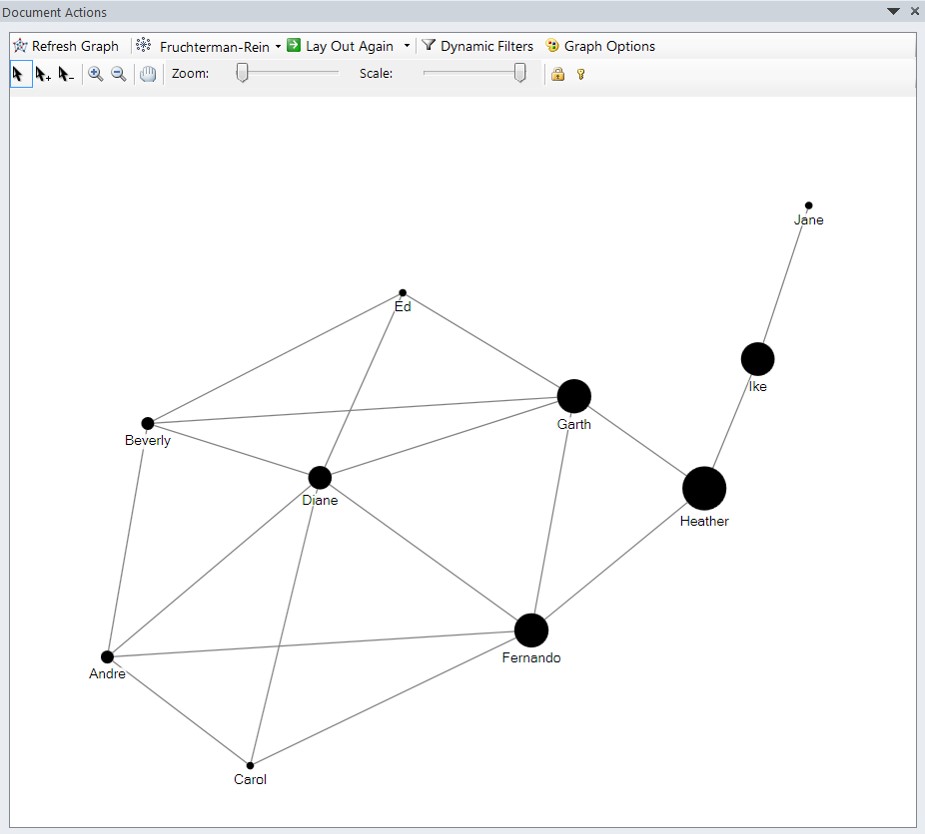 Document Actions
Refresh Graph Fruchterman-Rein Lay Out Again Dynamic Filters Graph Options
Zoom: Scale:
Jane
Ed
Ike
Garth
Beverly
Diane
Heather
Fernando
Andre
Carol